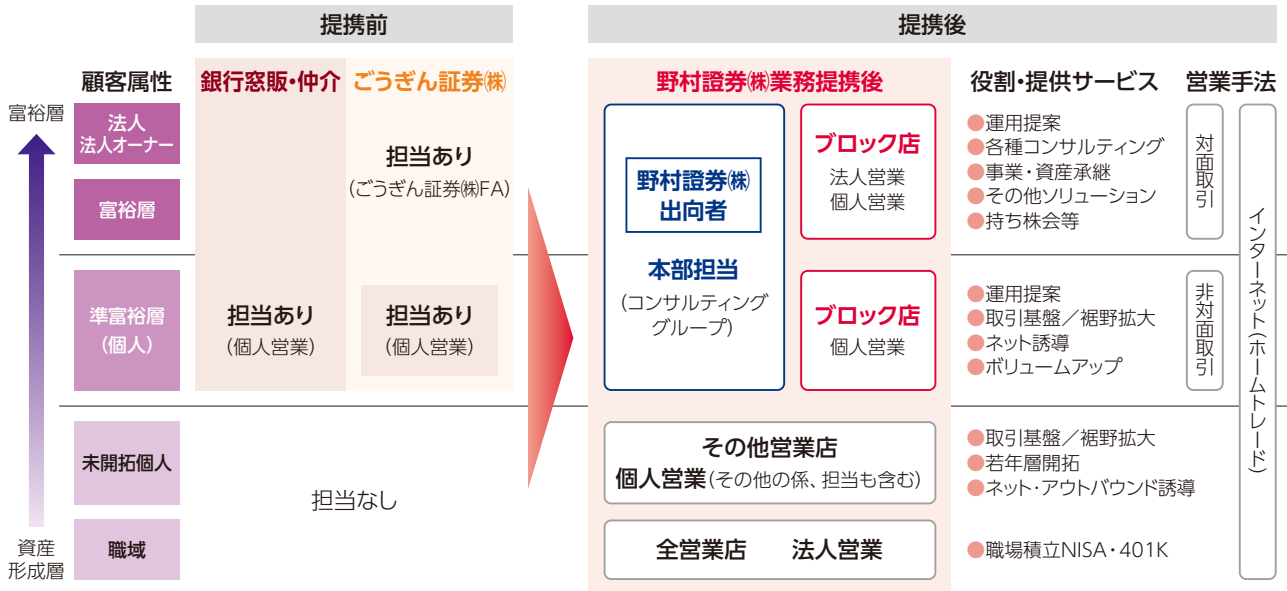 提携前
提携後
顧客属性
銀行窓販・仲介
ごうぎん証券㈱
野村證券㈱業務提携後
役割・提供サービス
営業手法
富裕層
資産
形成層
法人
法人オーナー
富裕層
準富裕層
(個人)
未開拓個人
職域
担当あり
(個人営業)
担当あり
(ごうぎん証券㈱FA)
担当あり
(個人営業)
担当なし
野村證券㈱
出向者
本部担当
(コンサルティング
グループ)
ブロック店
法人営業
個人営業
ブロック店
個人営業
その他営業店
個人営業(その他の係、担当も含む)
全営業店 法人営業
●運用提案
●各種コンサルティング
●事業・資産承継
●その他ソリューション
●持ち株会等
●運用提案
●取引基盤／裾野拡大
●ネット誘導
●ボリュームアップ
●取引基盤／裾野拡大
●若年層開拓
●ネット・アウトバウンド誘導
●職場積立NISA・401K
対面取引
非対面取引
インターネット(ホームトレード)